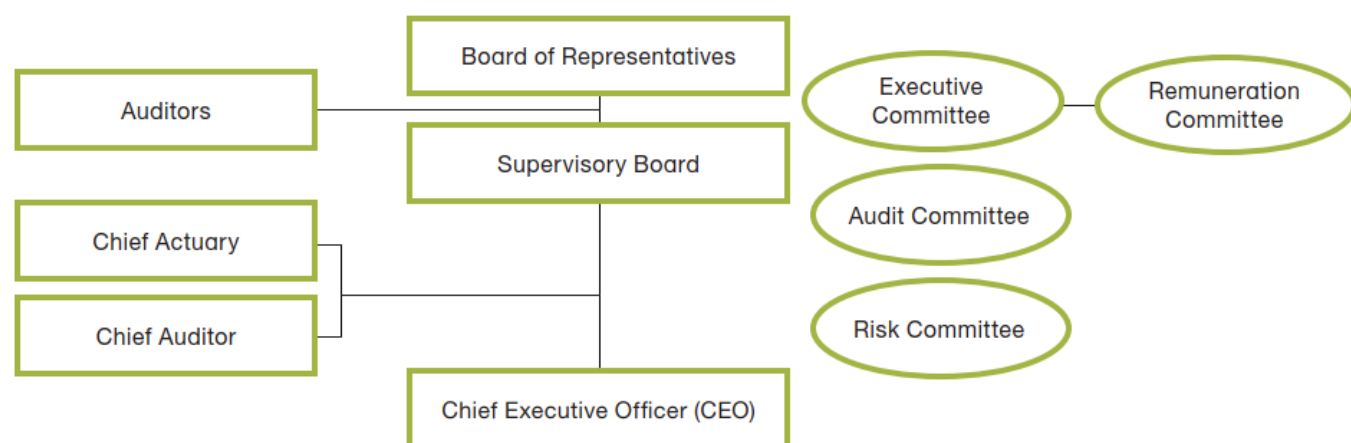 Board of Representatives
Auditors
Executive
Committee
Remuneration
Committee
Supervisory Board
Chief Actuary
Audit Committee
Chief Auditor
Risk Committee
Chief Executive Officer (CEO)